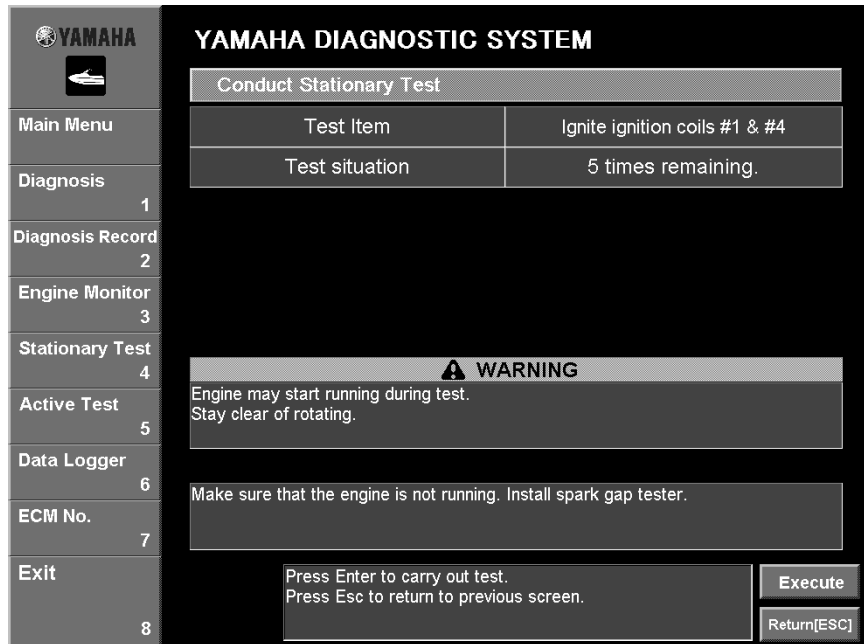 YAMAHA
YAMAHA DIAGNOSTIC SYSTEM
Conduct Stationary Test
Test Item
Ignite ignition coils #1 & #4
Test situation
5 times remaining.
Main Menu
Diagnosis
1
Diagnosis Record
2
Engine Monitor
3
Stationary Test
4
Active Test
5
Data Logger
6
ECM No.
7
Exit
8
WARNING
Engine may start running during test.
Stay clear of rotating.
Make sure that the engine is not running. Install spark gap tester.
Press Enter to carry out test.
Press Esc to return to previous screen.
Execute
Return[ESC]